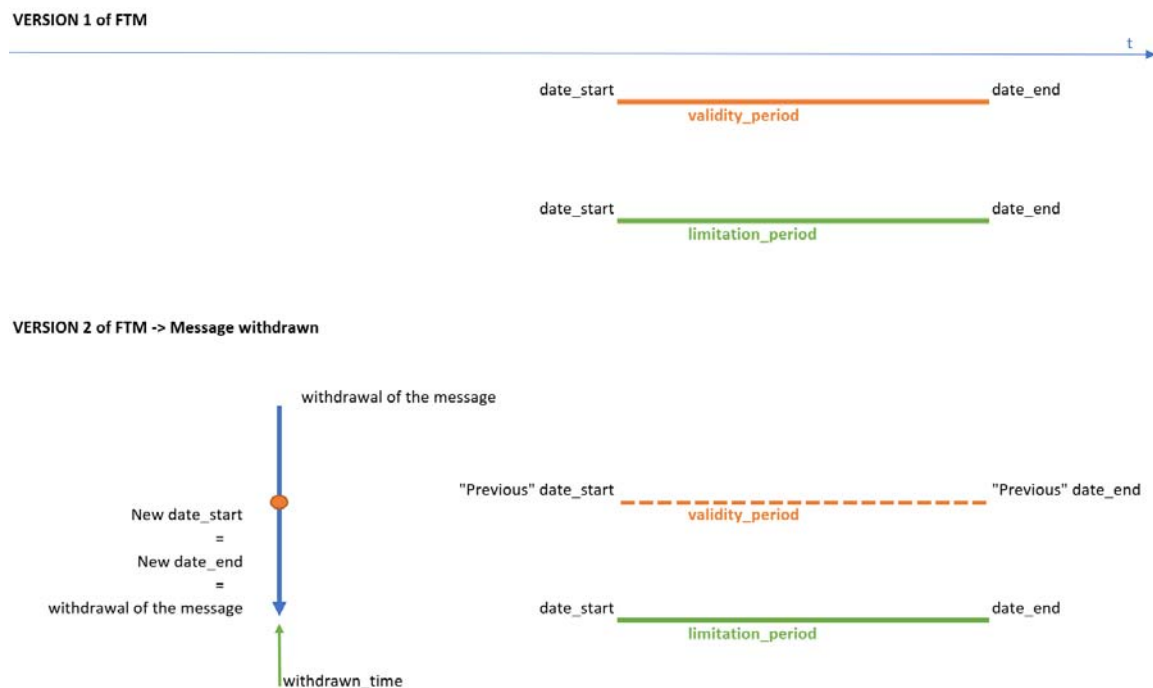 VERSION 1 of FTM
t
date_start
date_end
validity_period
date_start
date_end
limitation_period
VERSION 2 of FTM -> Message withdrawn
withdrawal of the message
"Previous" date_start
"Previous" date_end
validity_period
New date_start
=
New date_end
=
withdrawal of the message
date_start
date_end
limitation_period
withdrawn_time